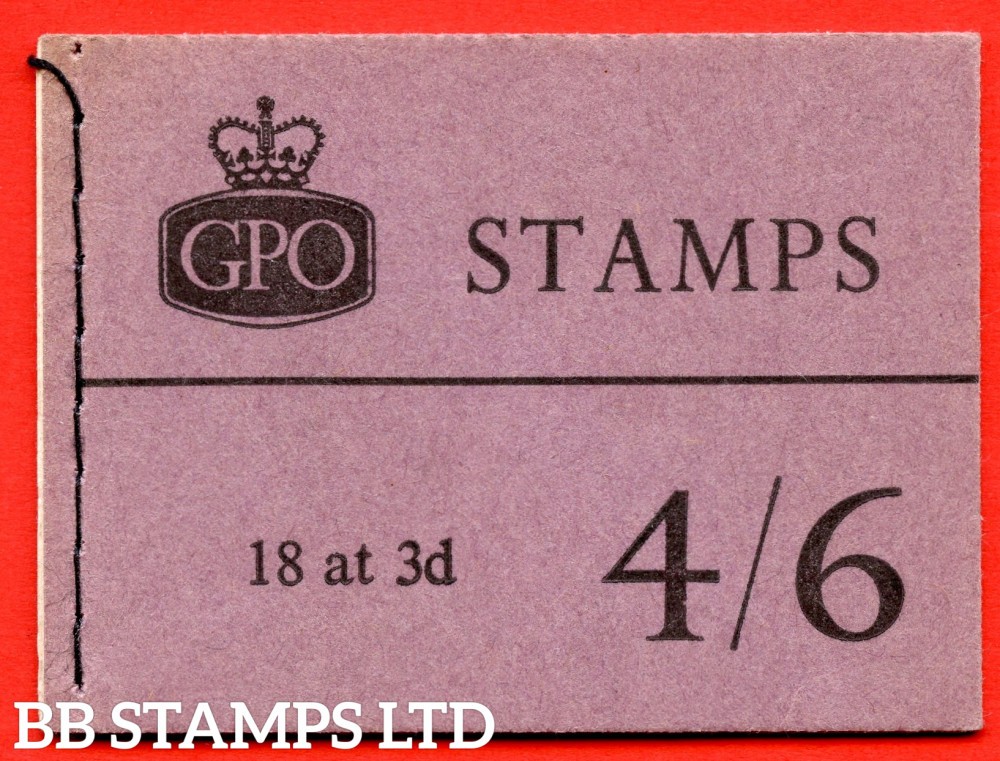 GPO
STAMPS
18 at 3d
4/6
BB STAMPS LTD